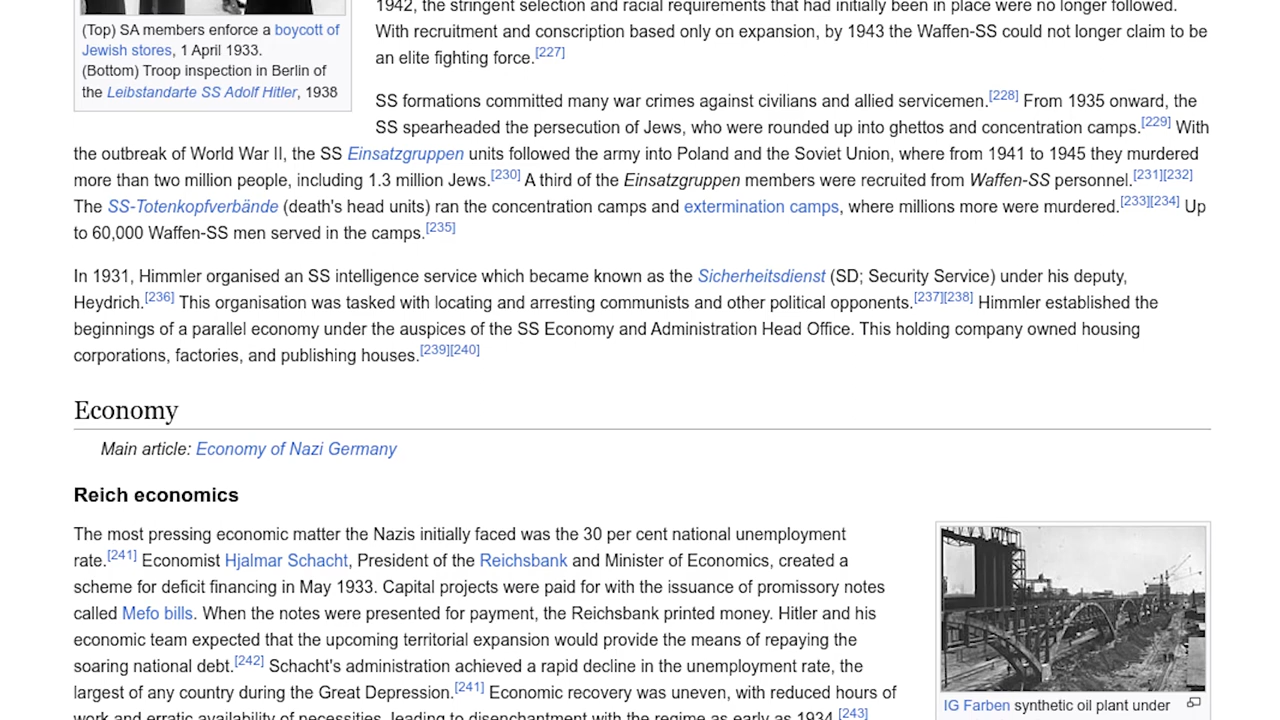 (Top) SA members enforce a boycott of
Jewish stores, 1 April 1933.
(Bottom) Troop inspection in Berlin of
the Leibstandarte SS Adolf Hitler, 1938
1942, the stringent selection and racial requirements that had initially been in place were no longer followed.
With recruitment and conscription based only on expansion, by 1943 the Waffen-SS could not longer claim to be
an elite fighting force.[227]
SS formations committed many war crimes against civilians and allied servicemen.[228] From 1935 onward, the
SS spearheaded the persecution of Jews, who were rounded up into ghettos and concentration camps.[229] With
the outbreak of World War II, the SS Einsatzgruppen units followed the army into Poland and the Soviet Union, where from 1941 to 1945 they murdered
more than two million people, including 1.3 million Jews.[230] A third of the Einsatzgruppen members were recruited from Waffen-SS personnel.[231][232]
The SS-Totenkopfverbände (death's head units) ran the concentration camps and extermination camps, where millions more were murdered.[233][234] Up
to 60,000 Waffen-SS men served in the camps.[235]
In 1931, Himmler organised an SS intelligence service which became known as the Sicherheitsdienst (SD; Security Service) under his deputy,
Heydrich.[236] This organisation was tasked with locating and arresting communists and other political opponents.[237][238] Himmler established the
beginnings of a parallel economy under the auspices of the SS Economy and Administration Head Office. This holding company owned housing
corporations, factories, and publishing houses.[239][240]
Economy
Main article: Economy of Nazi Germany
Reich economics
The most pressing economic matter the Nazis initially faced was the 30 per cent national unemployment
rate.[241] Economist Hjalmar Schacht, President of the Reichsbank and Minister of Economics, created a
scheme for deficit financing in May 1933. Capital projects were paid for with the issuance of promissory notes
called Mefo bills. When the notes were presented for payment, the Reichsbank printed money. Hitler and his
economic team expected that the upcoming territorial expansion would provide the means of repaying the
soaring national debt.[242] Schacht's administration achieved a rapid decline in the unemployment rate, the
largest of any country during the Great Depression.[241] Economic recovery was uneven, with reduced hours of
work and erratic availability of necessities, leading to disenchantment with the regime as early as 1934.[243]
IG Farben synthetic oil plant under